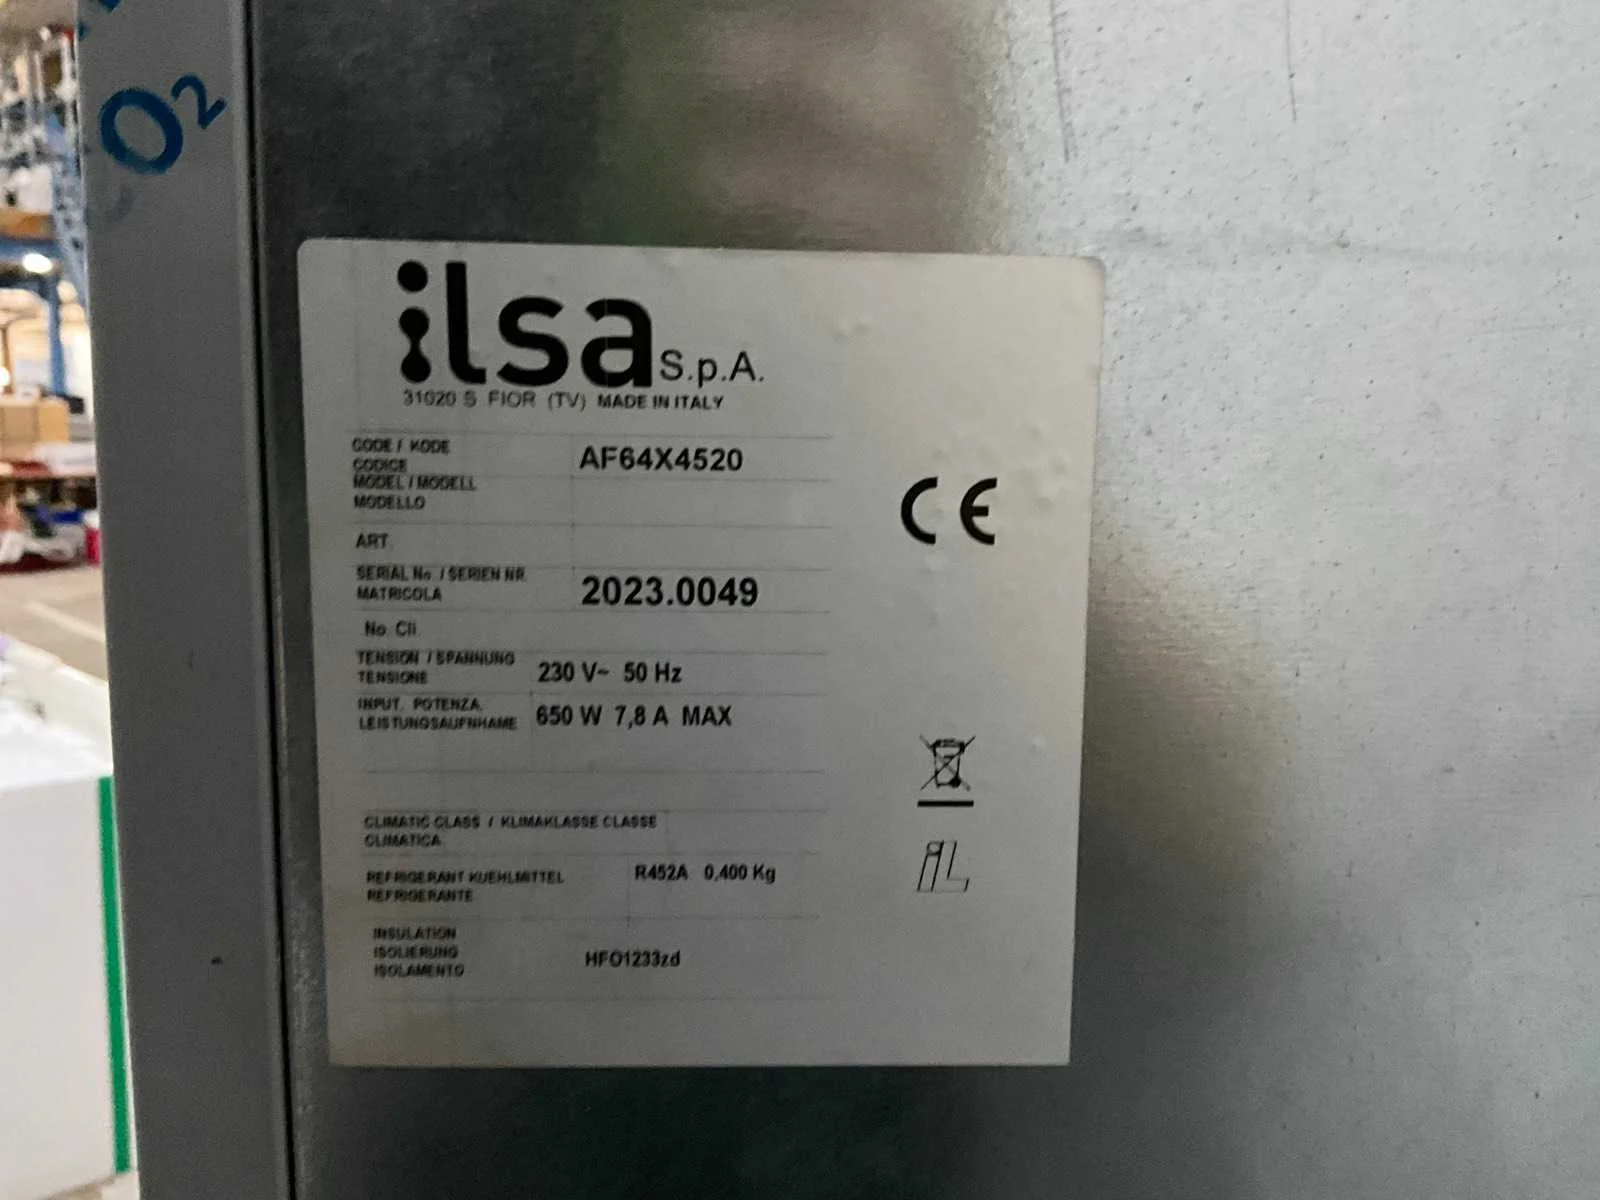 O2
ilsa S.p.A.
31020 S. FIOR (TV) MADE IN ITALY
CODE / KODE
CODICE
AF64X4520
MODEL / MODELL
MODELLO
ART.
SERIAL No. / SERIEN NR.
MATRICOLA
2023.0049
No. Cli.
TENSION / SPANNUNG
TENSIONE
230 V~ 50 Hz
INPUT. POTENZA.
LEISTUNGSAUFNHAME
650 W 7,8 A MAX
CLIMATIC CLASS / KLIMAKLASSE CLASSE
CLIMATICA
REFRIGERANT KUEHLMITTEL
REFRIGERANTE
R452A 0,400 Kg
INSULATION
ISOLIERUNG
ISOLAMENTO
HFO1233zd
CE
iL